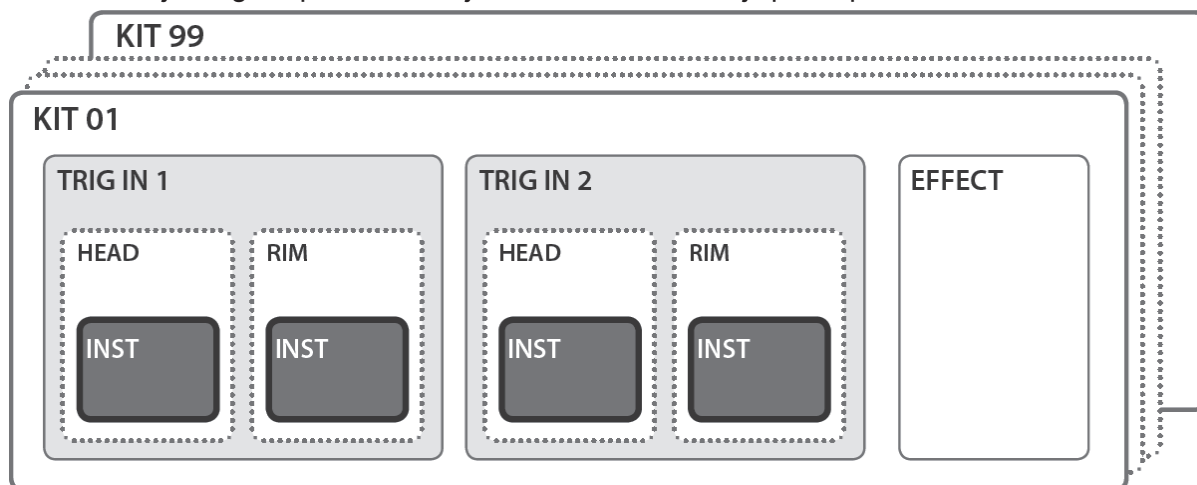 KIT 99
KIT 01
TRIG IN 1
TRIG IN 2
EFFECT
HEAD
RIM
HEAD
RIM
INST
INST
INST
INST